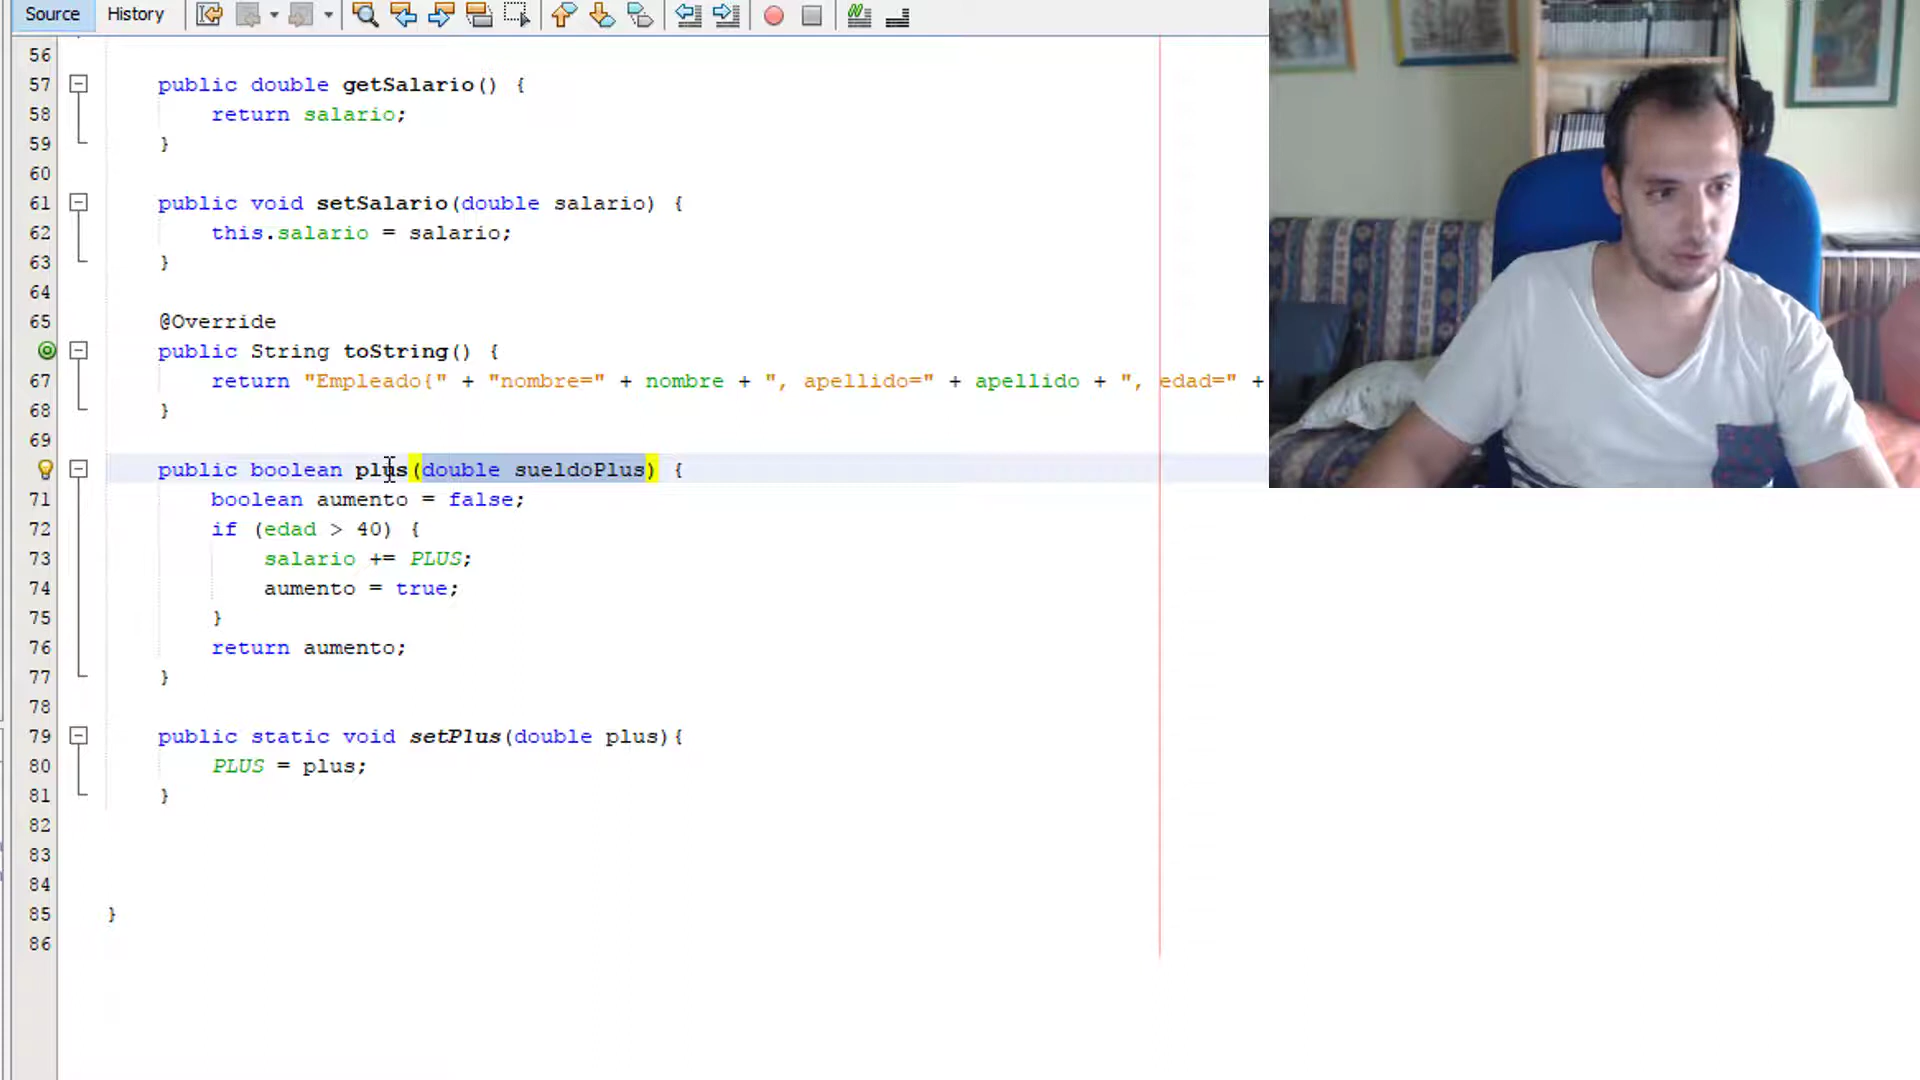 Source History
56
57 public double getSalario() {
58 return salario;
59 }
60
61 public void setSalario(double salario) {
62 this.salario = salario;
63 }
64
65 @Override
public String toString() {
67 return "Empleado{" + "nombre=" + nombre + ", apellido=" + apellido + ", edad=" +
68 }
69
public boolean plus(double sueldoPlus) {
71 boolean aumento = false;
72 if (edad > 40) {
73 salario += PLUS;
74 aumento = true;
75 }
76 return aumento;
77 }
78
79 public static void setPlus(double plus){
80 PLUS = plus;
81 }
82
83
84
85 }
86